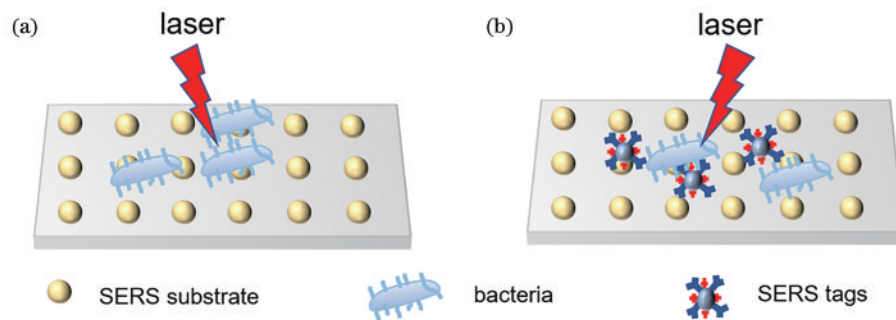 (a)
laser
(b)
laser
SERS substrate
bacteria
SERS tags